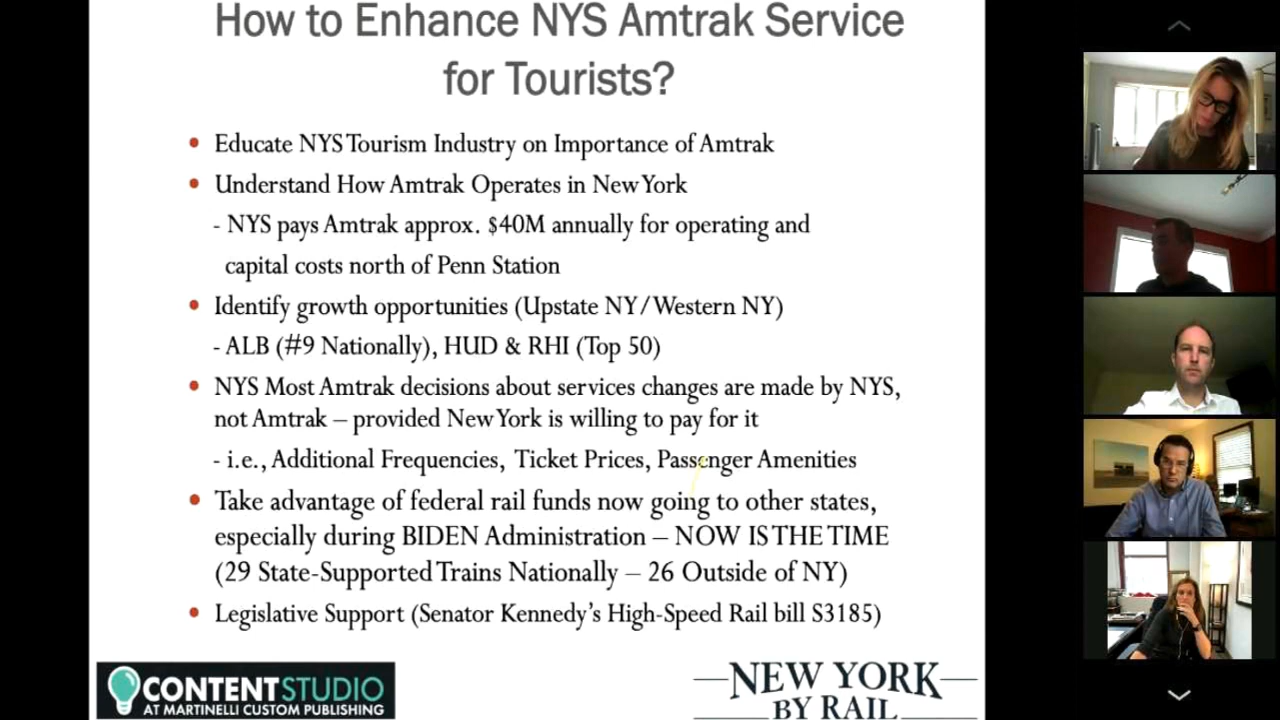 How to Enhance NYS Amtrak Service
for Tourists?
• Educate NYS Tourism Industry on Importance of Amtrak
• Understand How Amtrak Operates in New York
- NYS pays Amtrak approx. $40M annually for operating and
capital costs north of Penn Station
• Identify growth opportunities (Upstate NY/Western NY)
- ALB (#9 Nationally), HUD & RHI (Top 50)
• NYS Most Amtrak decisions about services changes are made by NYS,
not Amtrak – provided New York is willing to pay for it
- i.e., Additional Frequencies, Ticket Prices, Passenger Amenities
• Take advantage of federal rail funds now going to other states,
especially during BIDEN Administration – NOW IS THE TIME
(29 State-Supported Trains Nationally – 26 Outside of NY)
• Legislative Support (Senator Kennedy's High-Speed Rail bill S3185)
CONTENTSTUDIO
AT MARTINELLI CUSTOM PUBLISHING
NEW YORK
BY RAIL